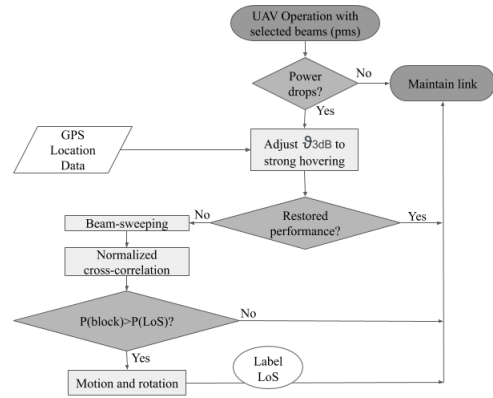 UAV Operation with
selected beams (pms)
Power
drops?
No
Maintain link
Yes
GPS
Location
Data
Adjust ϑ3dB to
strong hovering
Restored
performance?
No
Yes
Beam-sweeping
Normalized
cross-correlation
P(block)>P(LoS)?
No
Yes
Motion and rotation
Label
LoS